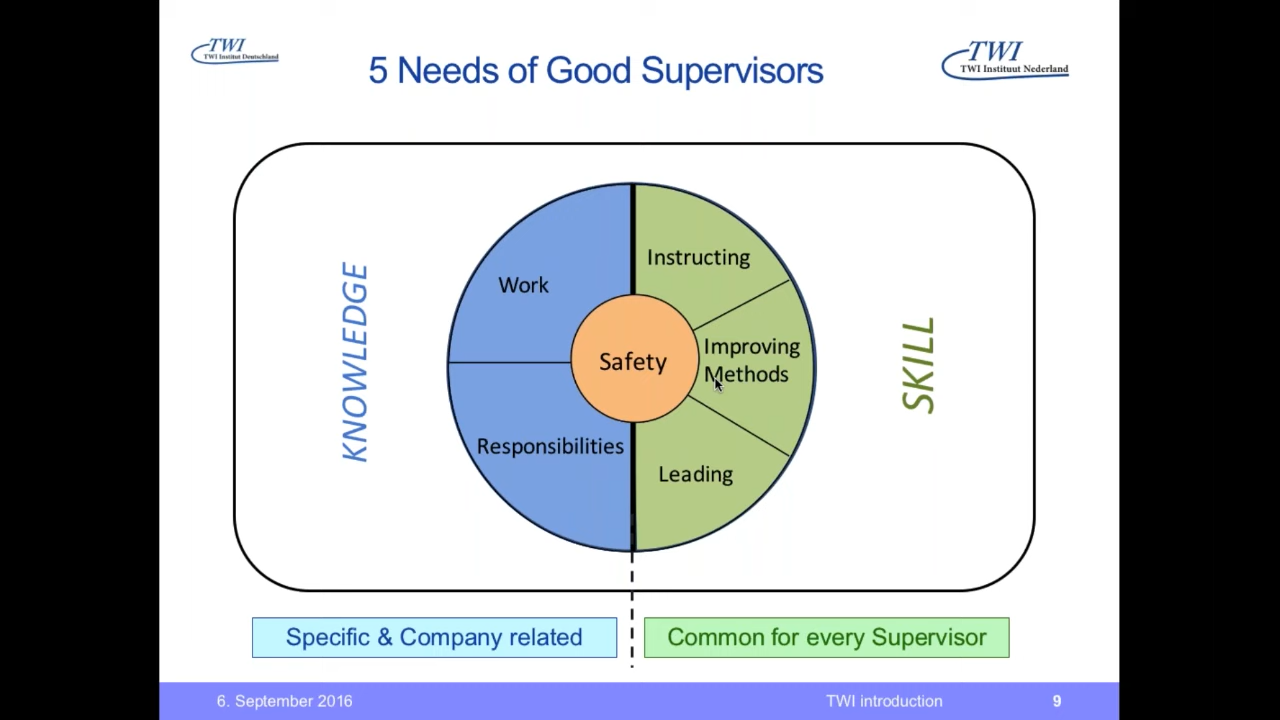 TWI
TWI Institut Deutschland
5 Needs of Good Supervisors
TWI
TWI Instituut Nederland
KNOWLEDGE
Work
Responsibilities
Safety
Instructing
Improving
Methods
Leading
SKILL
Specific & Company related
Common for every Supervisor
6. September 2016
TWI introduction
9